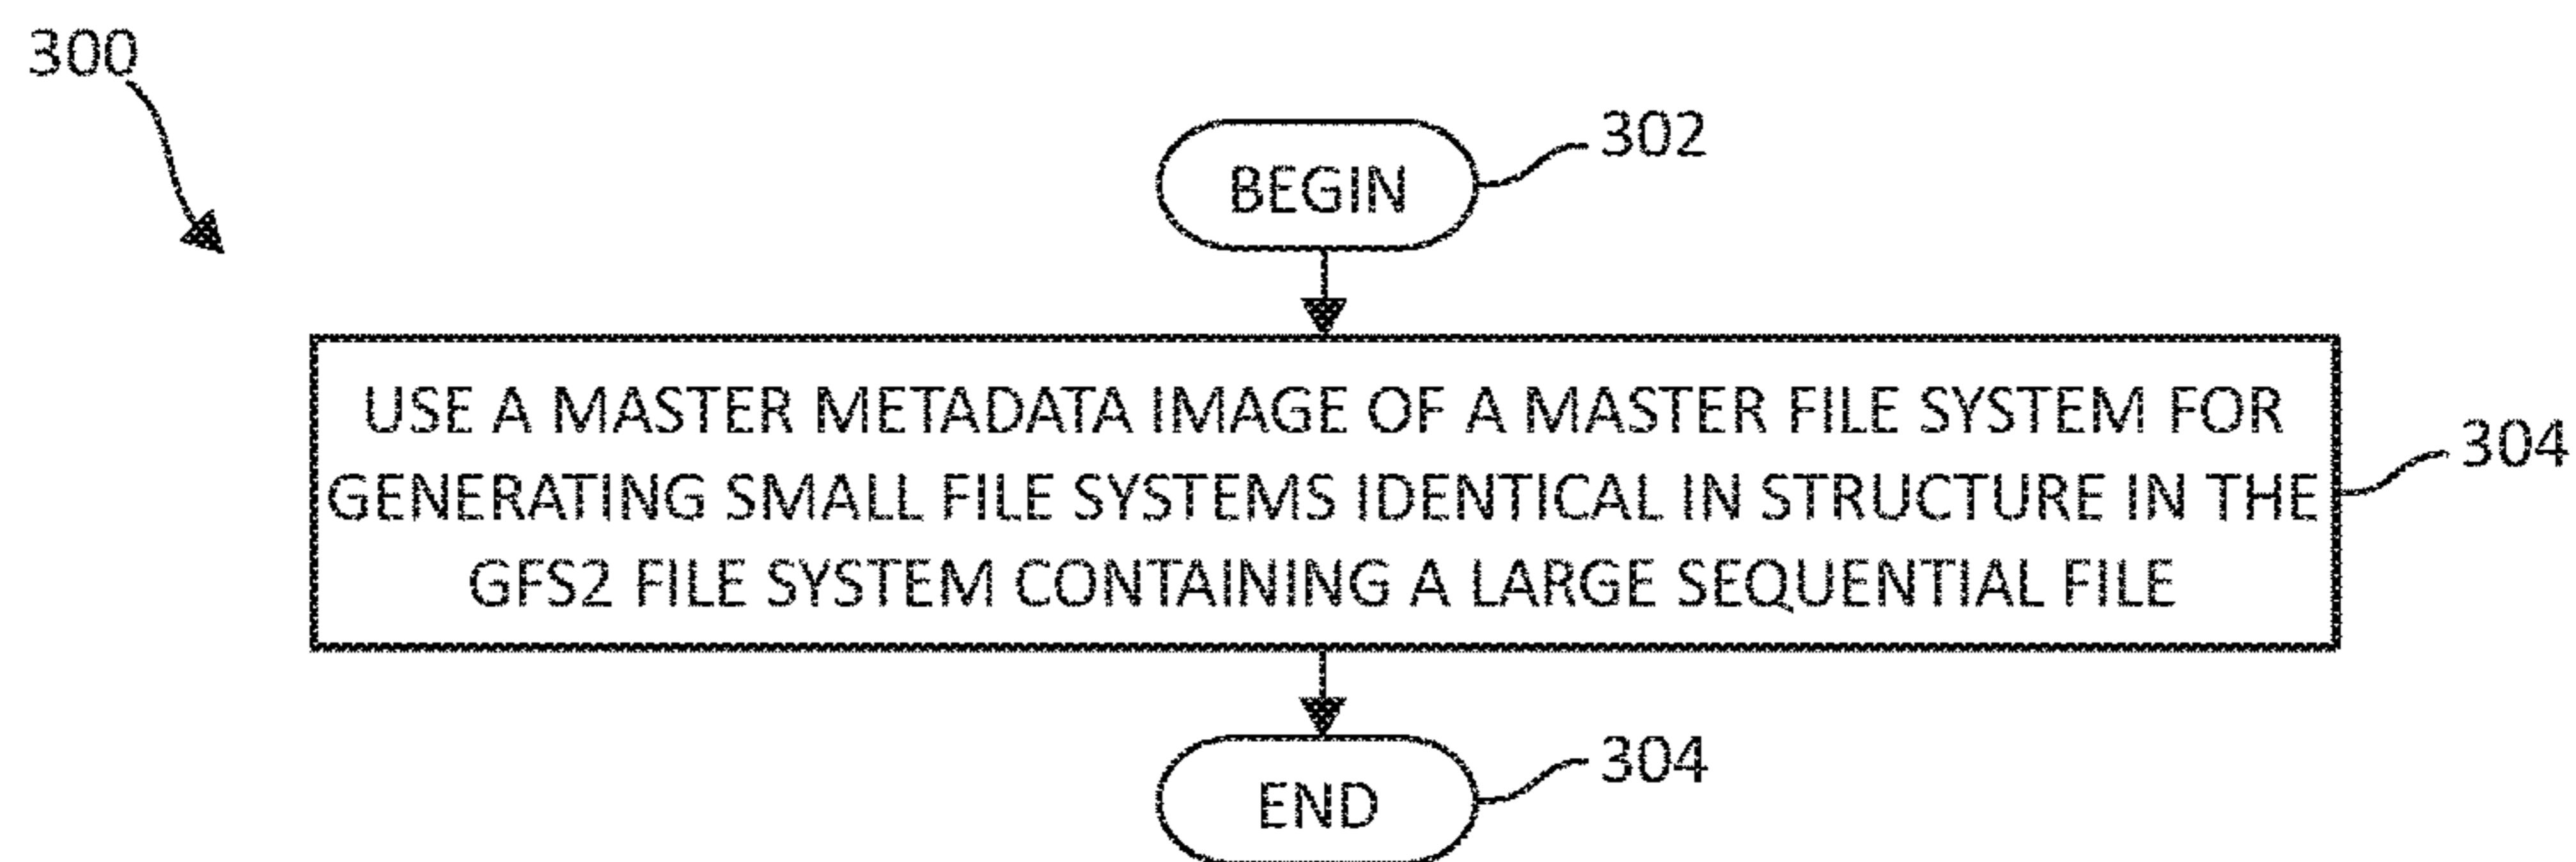 300
302
BEGIN
USE A MASTER METADATA IMAGE OF A MASTER FILE SYSTEM FOR
GENERATING SMALL FILE SYSTEMS IDENTICAL IN STRUCTURE IN THE
GFS2 FILE SYSTEM CONTAINING A LARGE SEQUENTIAL FILE
304
304
END